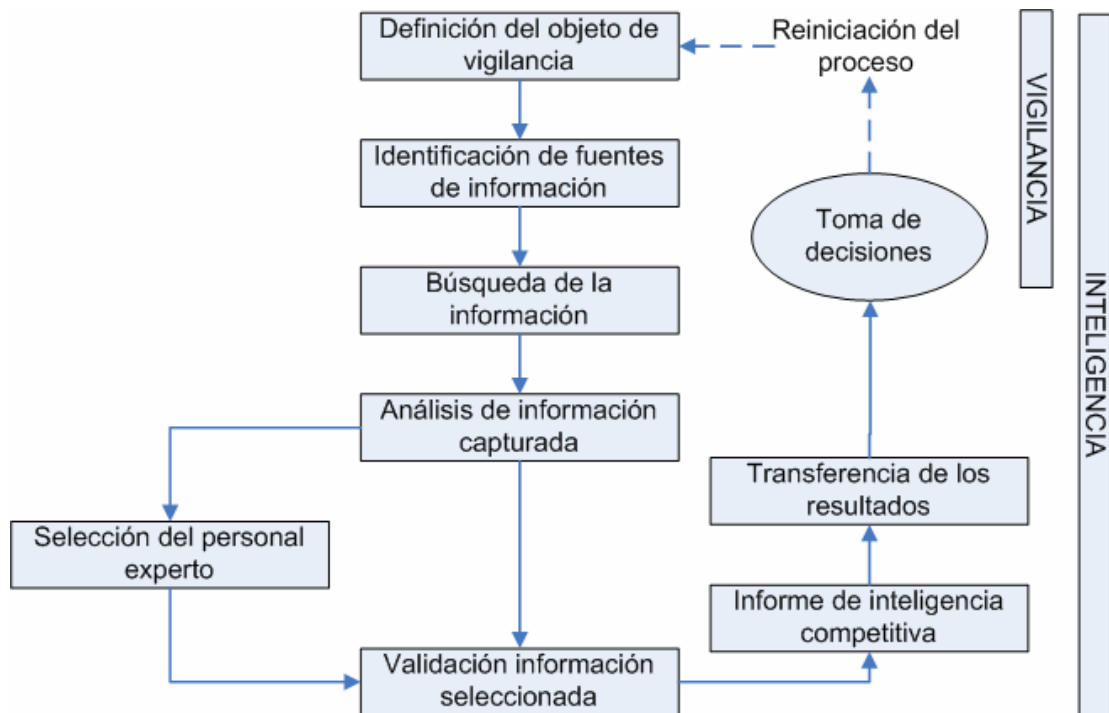 Definición del objeto de
vigilancia
Identificación de fuentes
de información
Búsqueda de la
información
Análisis de información
capturada
Selección del personal
experto
Validación información
seleccionada
Informe de inteligencia
competitiva
Transferencia de los
resultados
Toma de
decisiones
Reiniciación del
proceso
VIGILANCIA
INTELIGENCIA